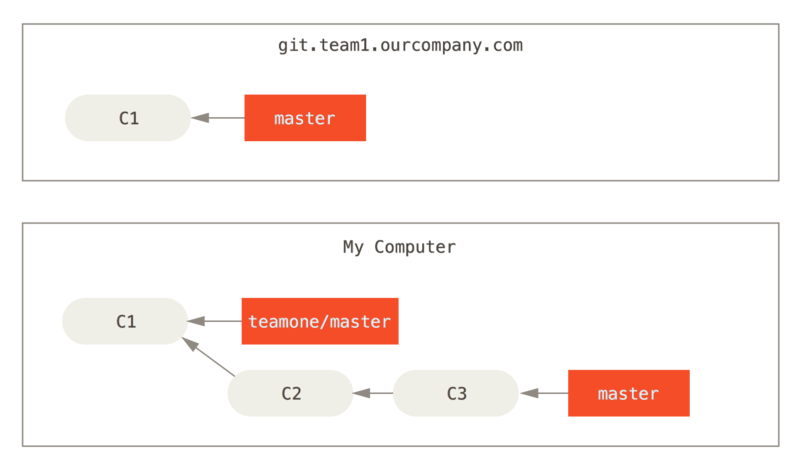 git.team1.ourcompany.com
C1
master
My Computer
C1
teamone/master
C2
C3
master